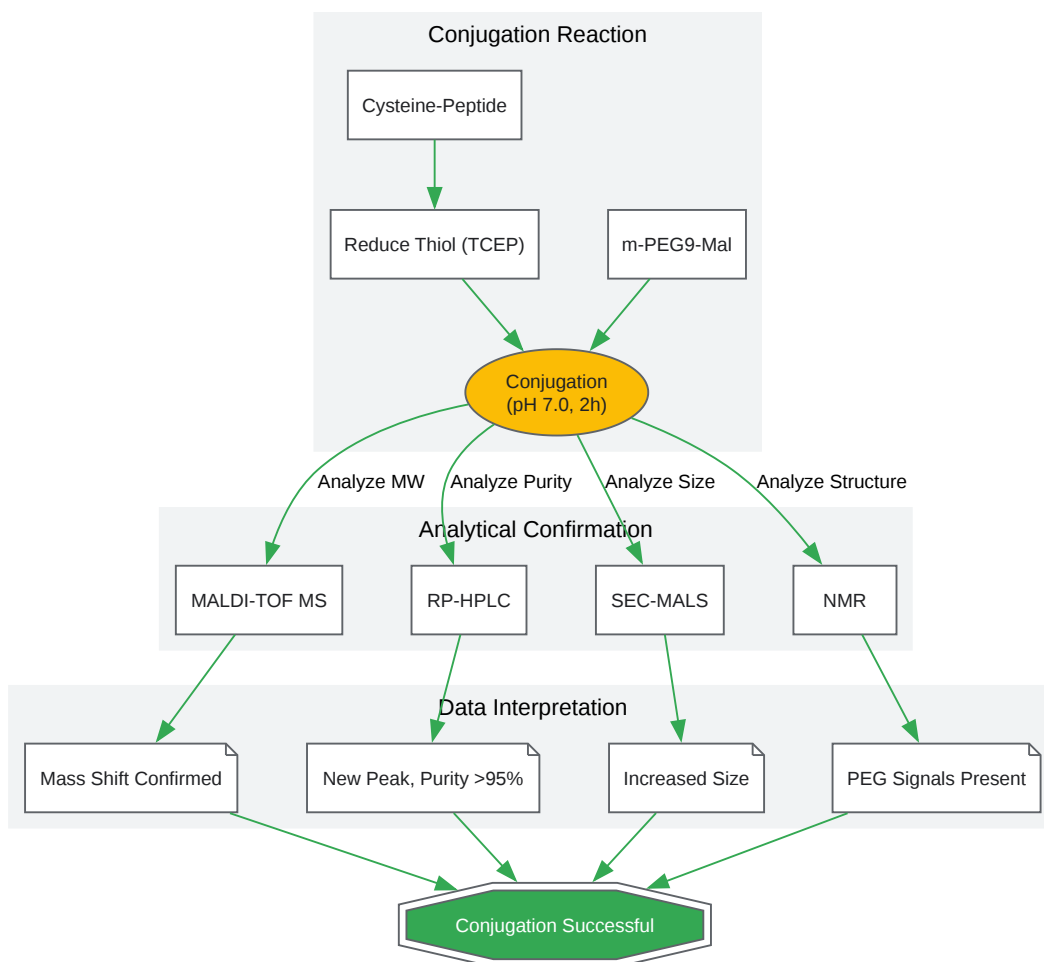 Conjugation Reaction
Cysteine-Peptide
Reduce Thiol (TCEP)
m-PEG9-Mal
Conjugation
(pH 7.0, 2h)
Analyze MW
Analyze Purity
Analyze Size
Analyze Structure
Analytical Confirmation
MALDI-TOF MS
RP-HPLC
SEC-MALS
NMR
Data Interpretation
Mass Shift Confirmed
New Peak, Purity >95%
Increased Size
PEG Signals Present
Conjugation Successful